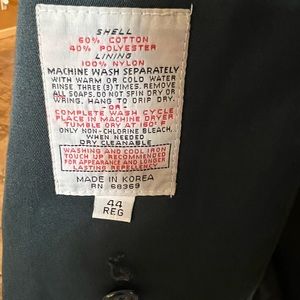 SHELL
60% COTTON
40% POLYESTER
LINING
100% NYLON
MACHINE WASH SEPARATELY
WITH WARM OR COLD WATER
RINSE THREE (3) TIMES. REMOVE
ALL SOAPS. DO NOT SPIN DRY OR
WRING. HANG TO DRIP DRY.
-OR-
COMPLETE WASH CYCLE
PLACE IN MACHINE DRYER
TUMBLE DRY AT 160°F
ONLY NON-CHLORINE BLEACH,
WHEN NEEDED
DRY CLEANABLE
WASHING AND COOL IRON
TOUCH UP RECOMMENDED
FOR APPEARANCE AND LONGER
LASTING REPELLENCY
MADE IN KOREA
RN 68369
44
REG